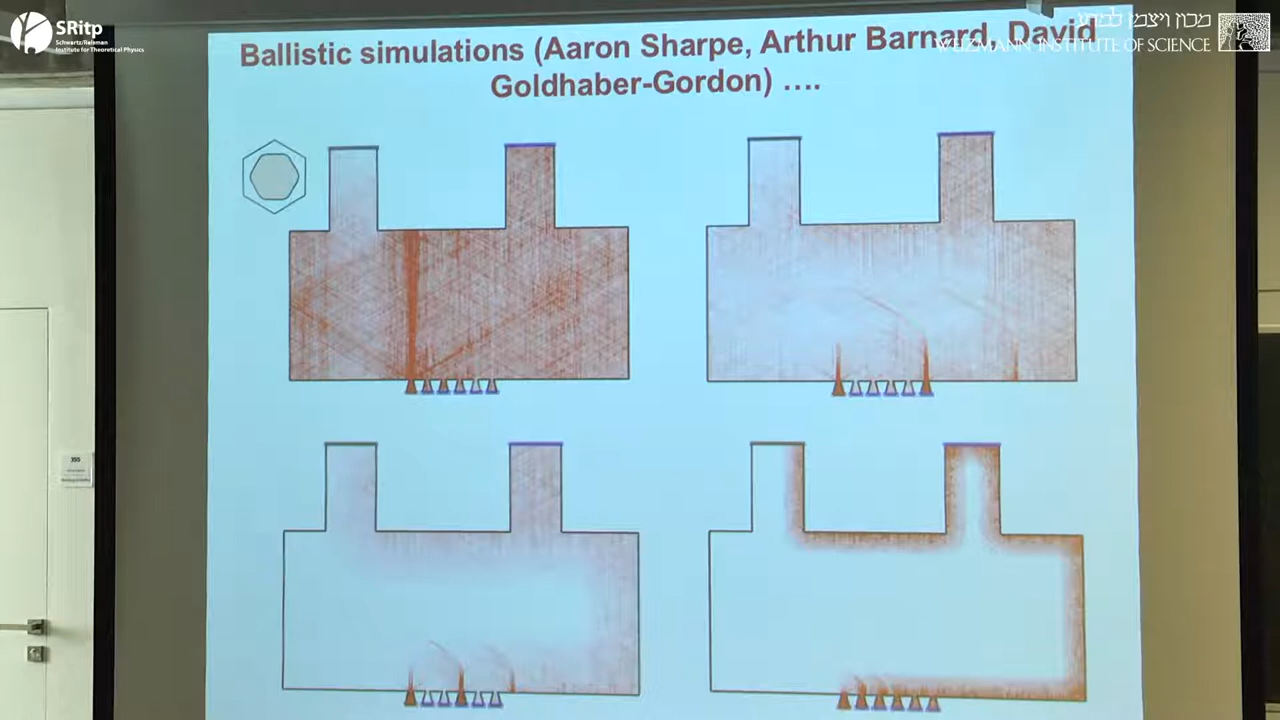 SRitp
Schwartz/Reisman
Institute for Theoretical Physics
מכון ויצמן למדע
WEIZMANN INSTITUTE OF SCIENCE
Ballistic simulations (Aaron Sharpe, Arthur Barnard, David
Goldhaber-Gordon) ....